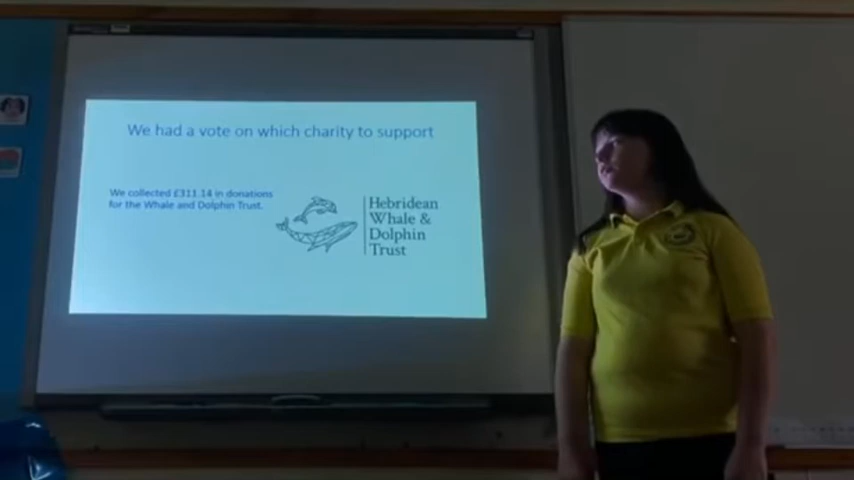 We had a vote on which charity to support
We collected £311.14 in donations
for the Whale and Dolphin Trust.
Hebridean
Whale &
Dolphin
Trust